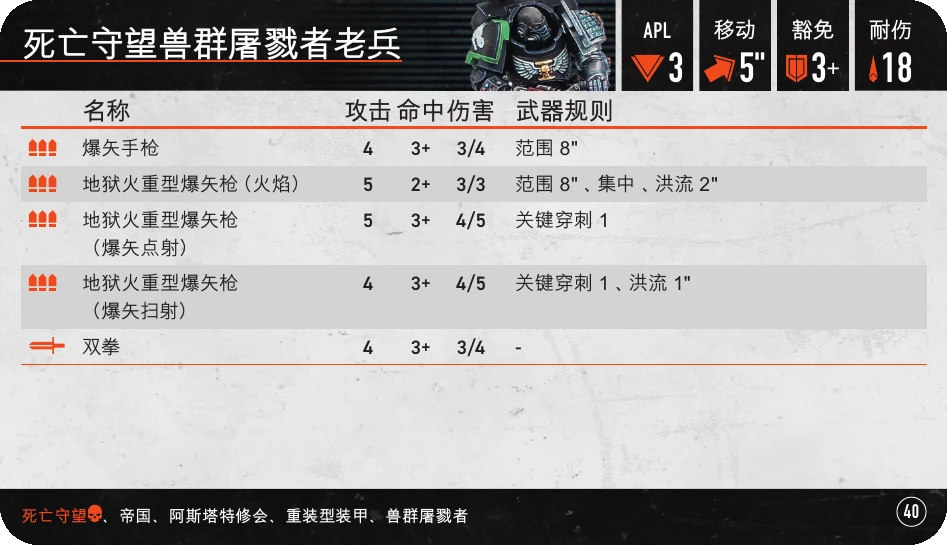 死亡守望兽群屠戮者老兵
APL 移动 豁免 耐伤
3 5" 3+ 18
名称 攻击 命中 伤害 武器规则
爆矢手枪 4 3+ 3/4 范围 8"
地狱火重型爆矢枪（火焰） 5 2+ 3/3 范围 8"、集中、洪流 2"
地狱火重型爆矢枪 5 3+ 4/5 关键穿刺 1
（爆矢点射）
地狱火重型爆矢枪 4 3+ 4/5 关键穿刺 1、洪流 1"
（爆矢扫射）
双拳 4 3+ 3/4 -
死亡守望、帝国、阿斯塔特修会、重装型装甲、兽群屠戮者
40